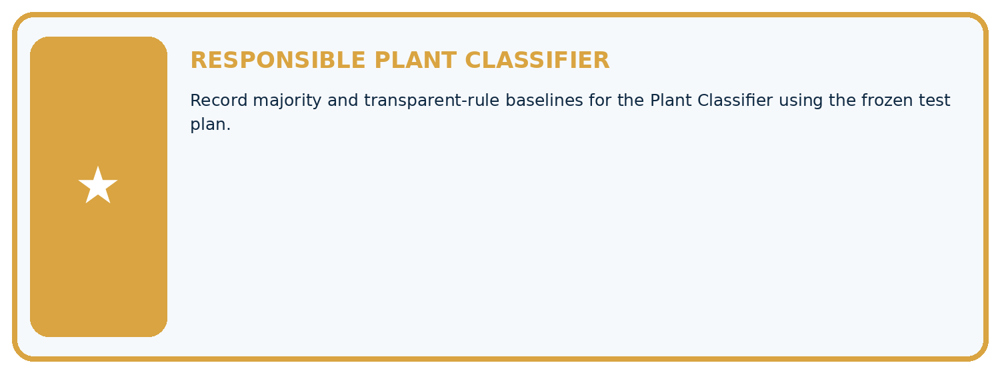 RESPONSIBLE PLANT CLASSIFIER
Record majority and transparent-rule baselines for the Plant Classifier using the frozen test
plan.